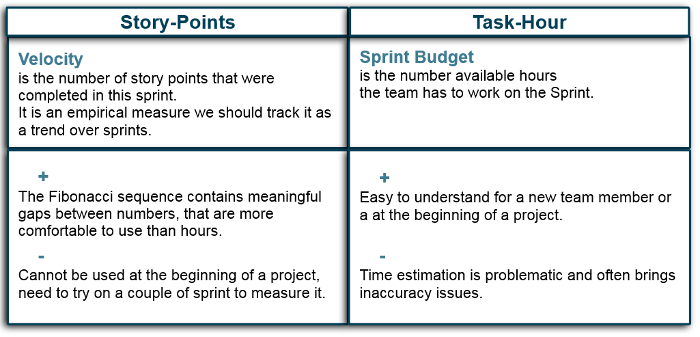 Story-Points
Task-Hour
Velocity
is the number of story points that were
completed in this sprint.
It is an empirical measure we should track it as
a trend over sprints.
Sprint Budget
is the number available hours
the team has to work on the Sprint.
+
The Fibonacci sequence contains meaningful
gaps between numbers, that are more
comfortable to use than hours.
-
Cannot be used at the beginning of a project,
need to try on a couple of sprint to measure it.
+
Easy to understand for a new team member or
a at the beginning of a project.
-
Time estimation is problematic and often brings
inaccuracy issues.